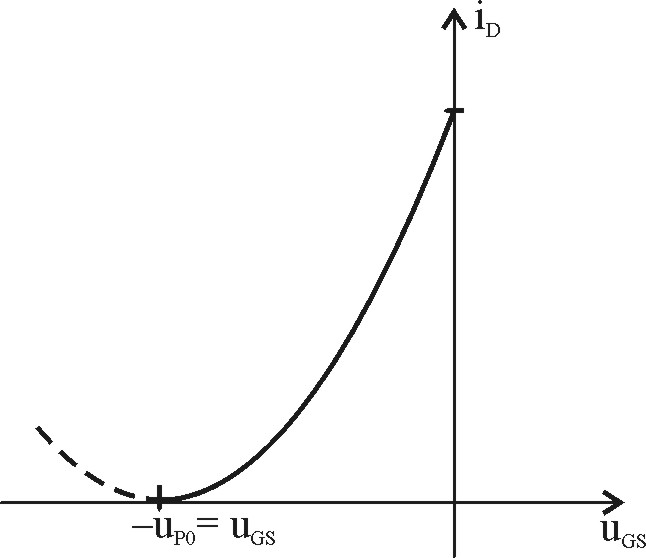 i_D
–u_P0 = u_GS
u_GS